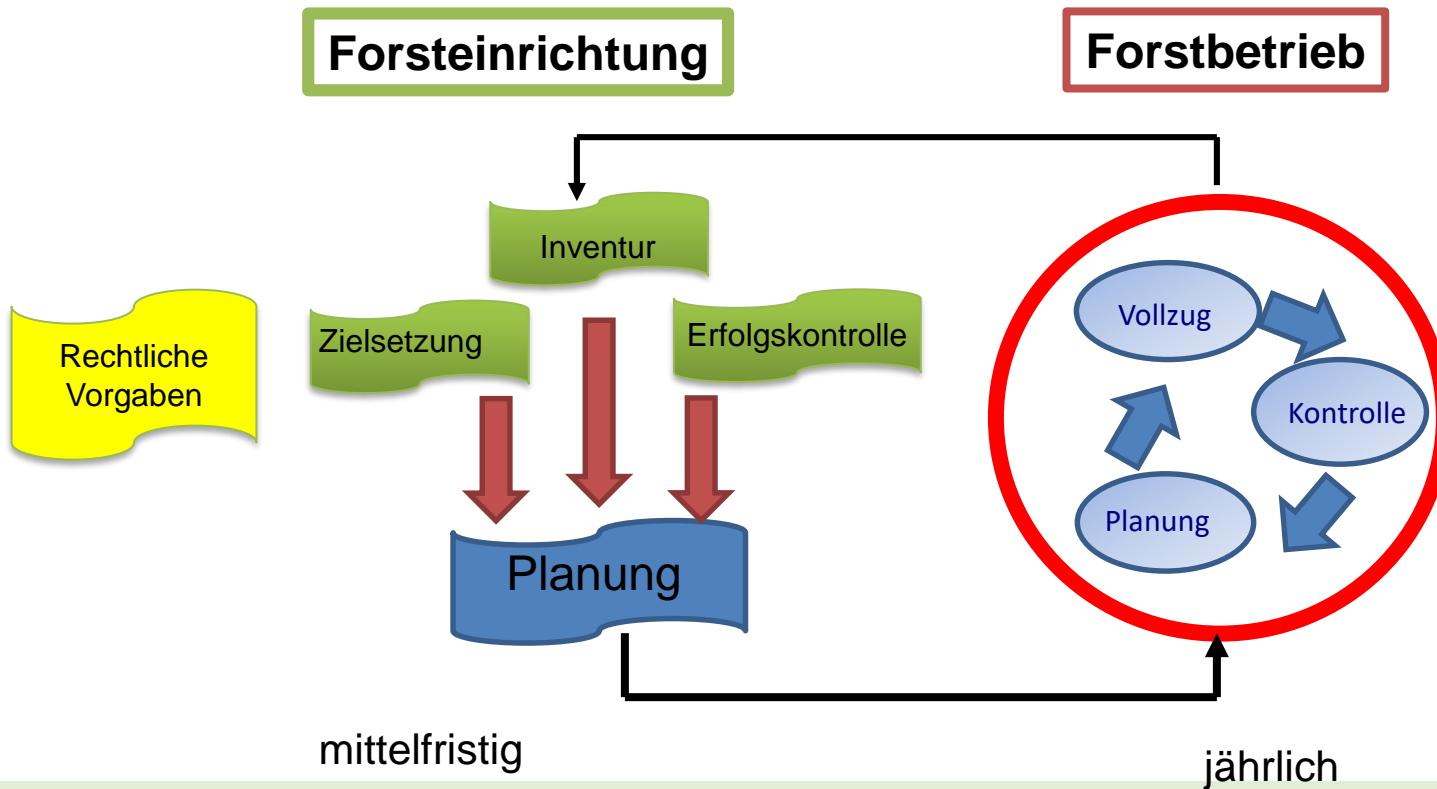 Forsteinrichtung
Forstbetrieb
Inventur
Zielsetzung
Erfolgskontrolle
Rechtliche
Vorgaben
Planung
Vollzug
Kontrolle
Planung
mittelfristig
jährlich